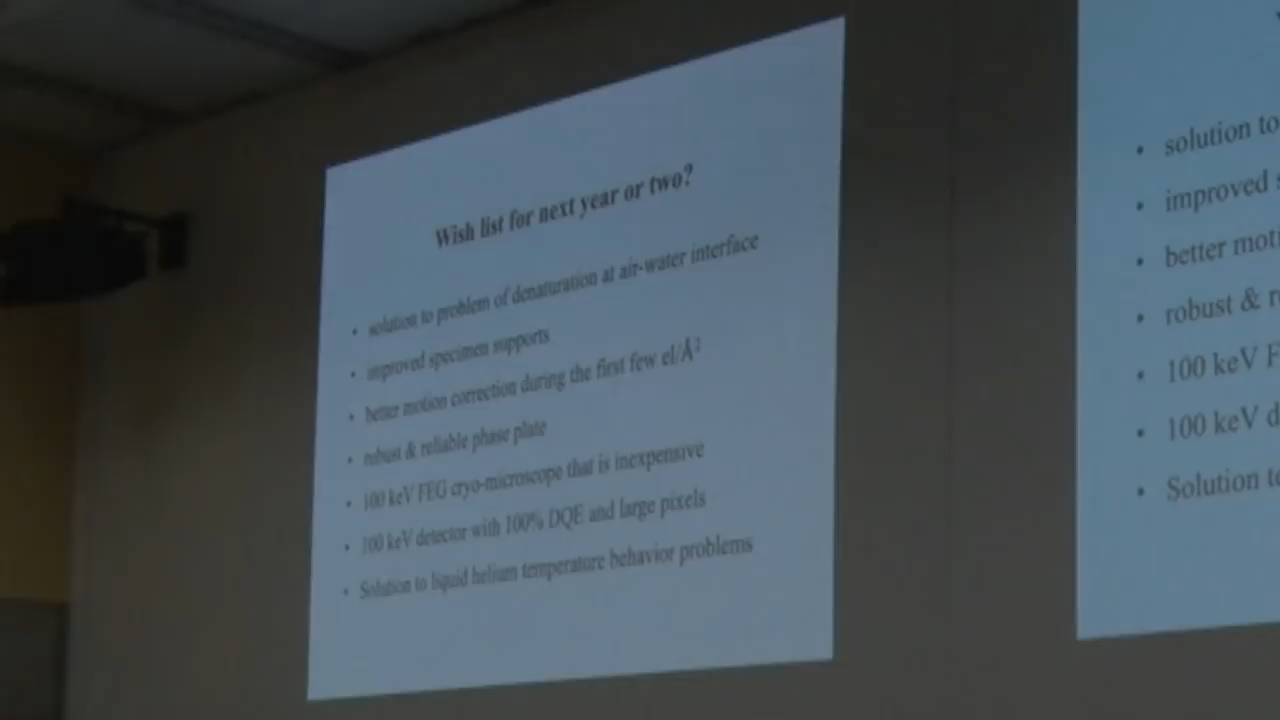 Wish list for next year or two?
• solution to problem of denaturation at air-water interface
• improved specimen supports
• better motion correction during the first few el/Å²
• robust & reliable phase plate
• 100 keV FEG cryo-microscope that is inexpensive
• 100 keV detector with 100% DQE and large pixels
• Solution to liquid helium temperature behavior problems
• solution to
• improved
• better
• robust &
• 100 keV
• 100 keV
• Solution